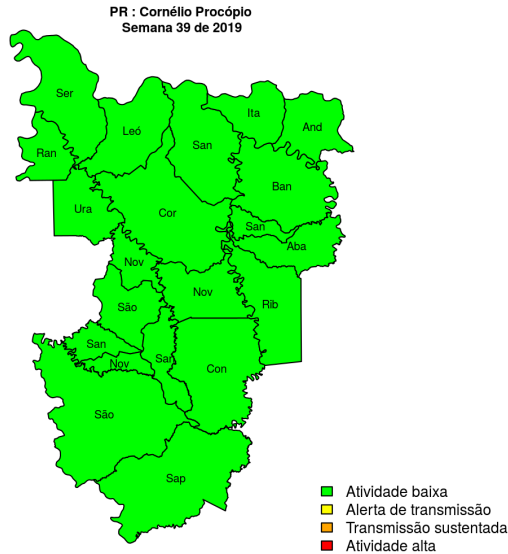 PR : Cornélio Procópio
Semana 39 de 2019
Ser
Ita
And
Leó
San
Ran
Ban
Ura
Cor
San
Aba
Nov
Nov
Rib
São
San
San
Nov
Con
São
Sap
Atividade baixa
Alerta de transmissão
Transmissão sustentada
Atividade alta